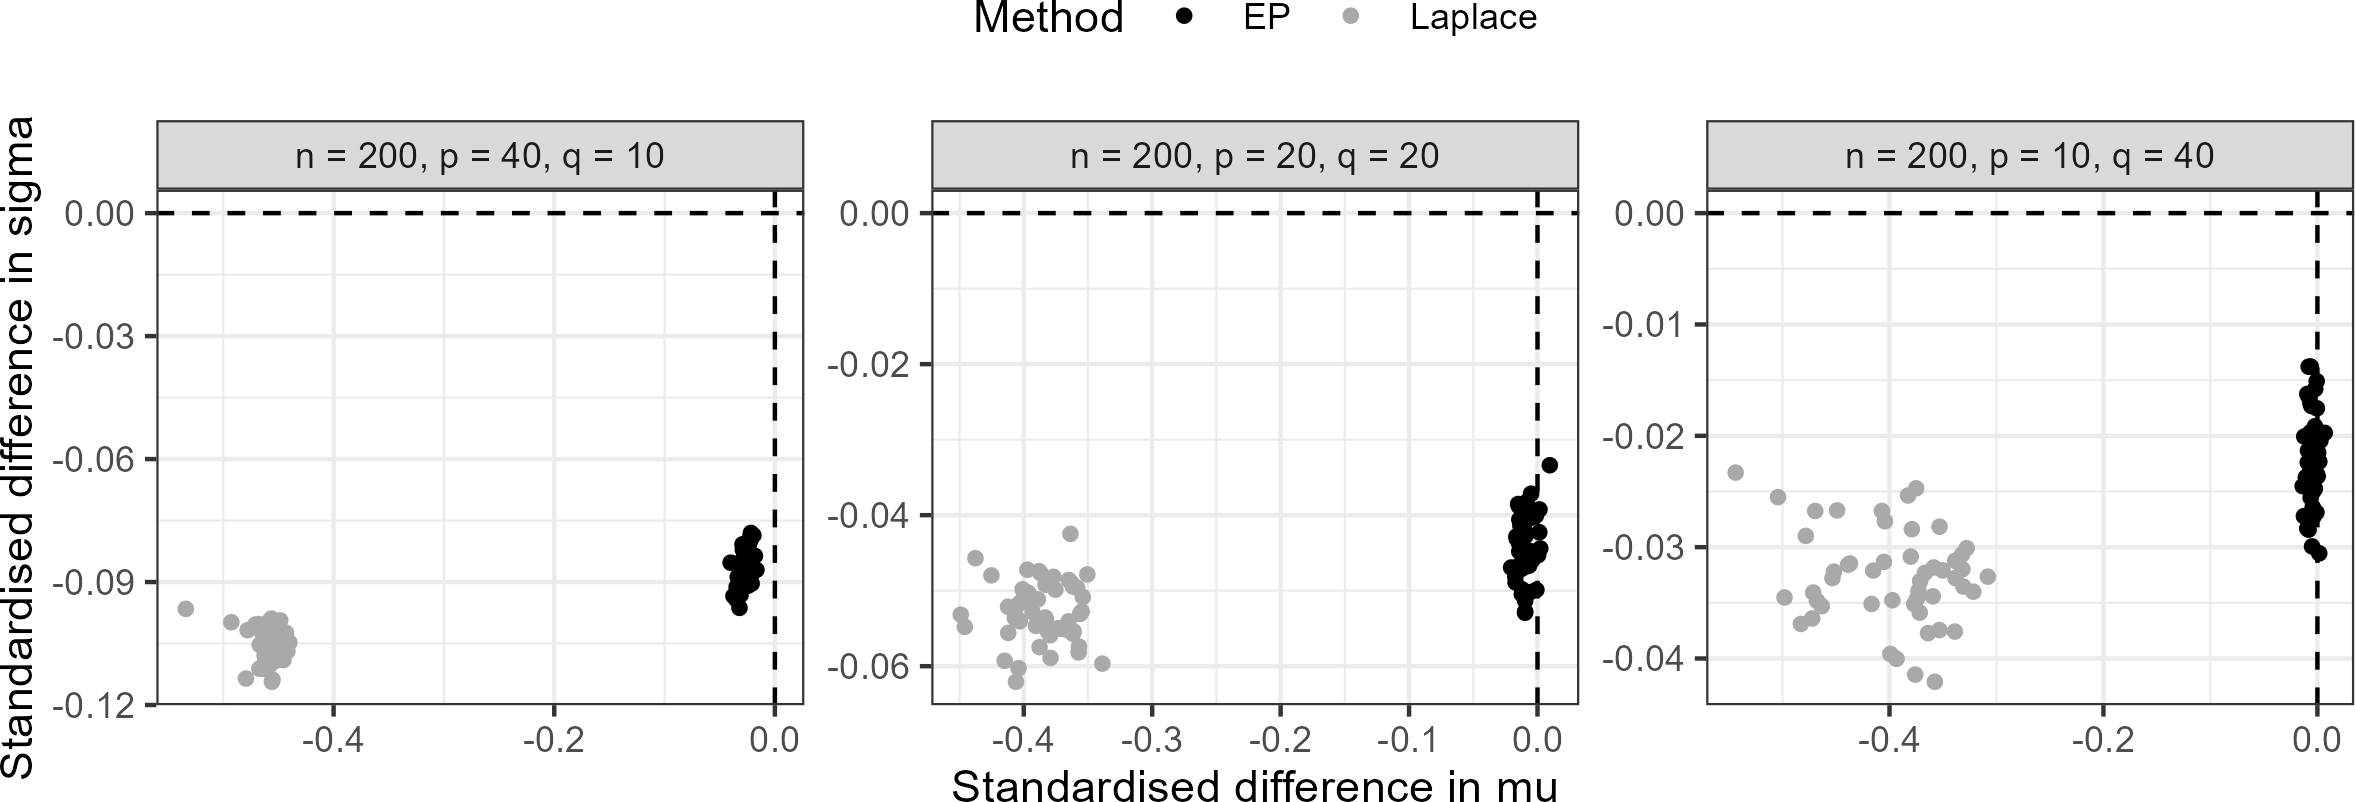 Method EP Laplace
Standardised difference in sigma
n = 200, p = 40, q = 10
0.00
-0.03
-0.06
-0.09
-0.12
-0.4 -0.2 0.0
n = 200, p = 20, q = 20
0.00
-0.02
-0.04
-0.06
-0.4 -0.3 -0.2 -0.1 0.0
n = 200, p = 10, q = 40
0.00
-0.01
-0.02
-0.03
-0.04
-0.4 -0.2 0.0
Standardised difference in mu